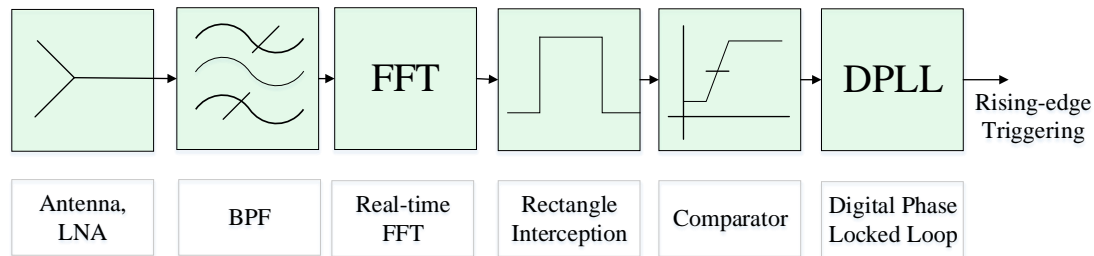 FFT
DPLL
Rising-edge
Triggering
Antenna,
LNA
BPF
Real-time
FFT
Rectangle
Interception
Comparator
Digital Phase
Locked Loop